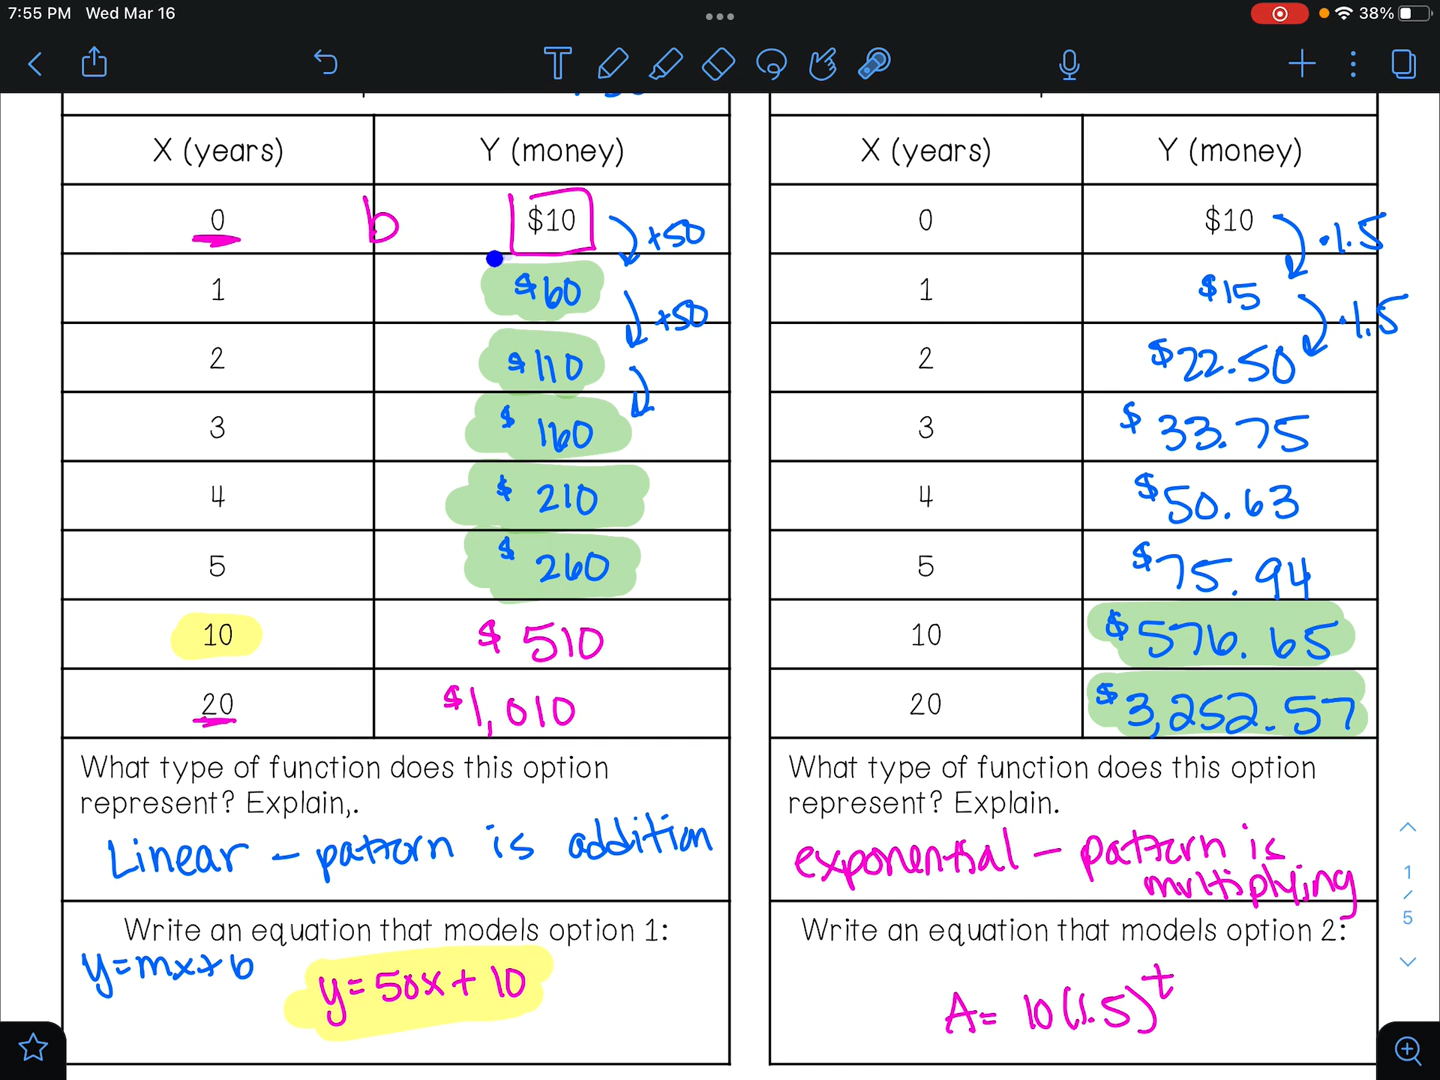 7:55 PM Wed Mar 16
38%
T
X (years) Y (money)
0 b $10 +50
1 $60 +50
2 $110
3 $160
4 $210
5 $260
10 $510
20 $1,010
What type of function does this option
represent? Explain,.
Linear - pattern is addition
Write an equation that models option 1:
y=mx+b
y=50x+10
X (years) Y (money)
0 $10 ·1.5
1 $15 ·1.5
2 $22.50
3 $33.75
4 $50.63
5 $75.94
10 $576.65
20 $3,252.57
What type of function does this option
represent? Explain.
exponential - pattern is
multiplying
Write an equation that models option 2:
A= 10(1.5)^t
1
/
5